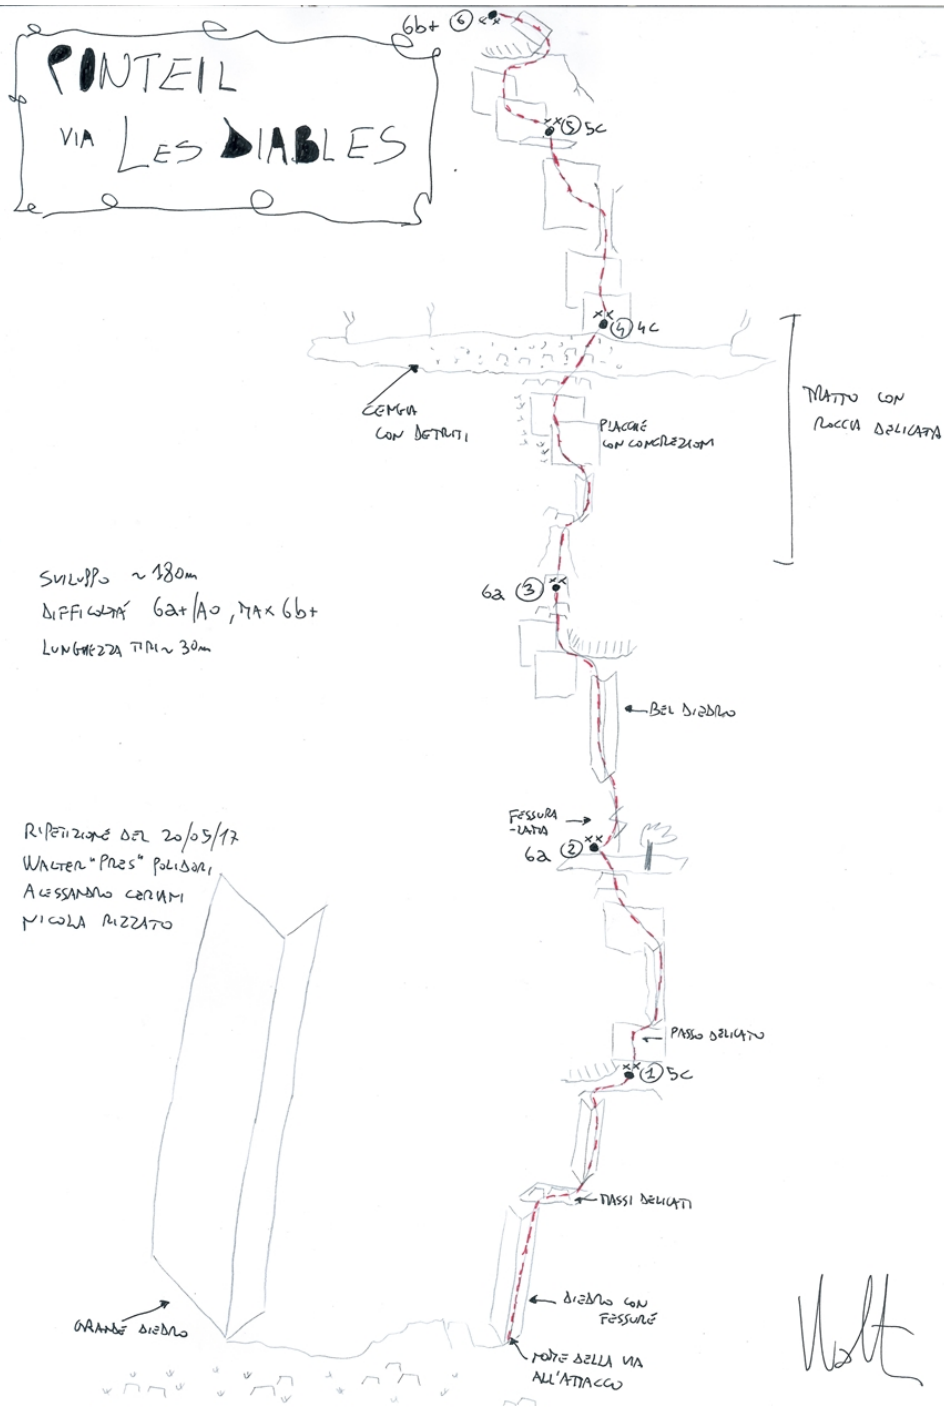 PONTEIL
VIA LES DIABLES
6b+ 6
5 5c
4 4c
CENGIA
CON DETRITI
PLACCHE
CON CONCREZIONI
TRATTO CON
ROCCIA DELICATA
6a 3
SVILUPPO ~ 180m
DIFFICOLTÁ 6a+/A0, MAX 6b+
LUNGHEZZA TIRI ~ 30m
BEL DIEDRO
FESSURA
-LAMA
6a 2
RIPETIZIONE DEL 20/05/17
WALTER "PRES" POLIDORI,
ALESSANDRO CERIANI
NICOLA RIZZATO
PASSO DELICATO
1 5c
MASSI DELICATI
DIEDRO CON
FESSURE
GRANDE DIEDRO
NOME DELLA VIA
ALL'ATTACCO
Walt